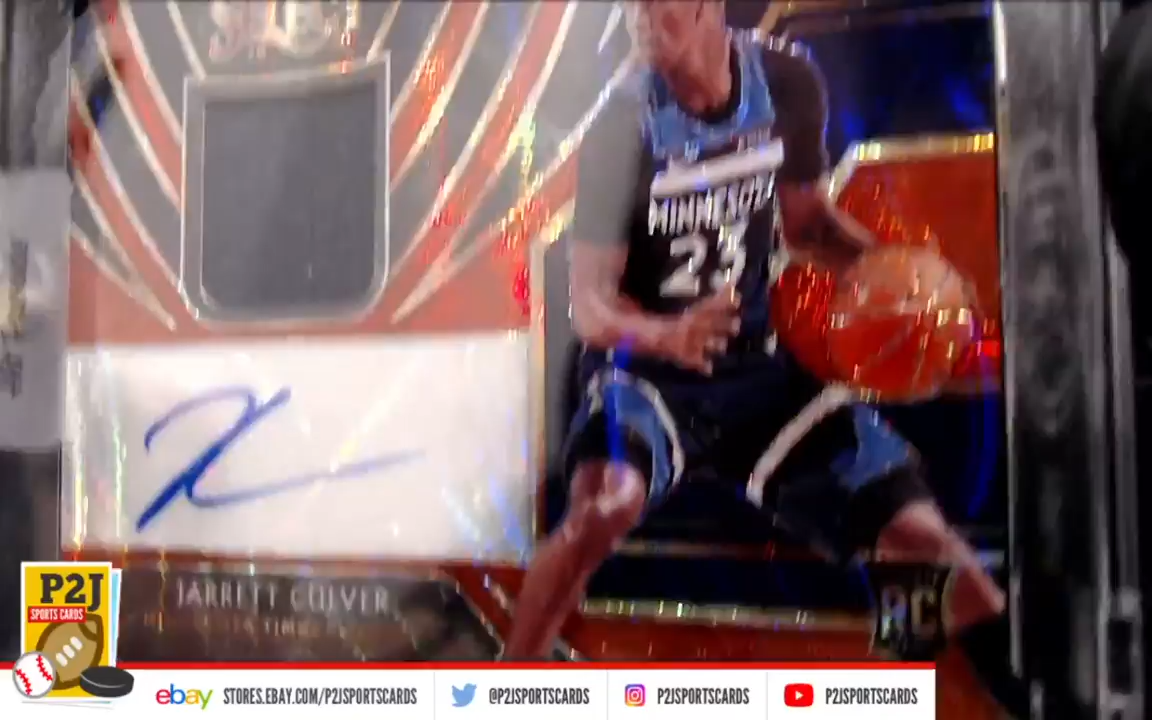 MINNESOTA
23
JARRETT CULVER
RC
P2J
SPORTS CARDS
ebay STORES.EBAY.COM/P2JSPORTSCARDS @P2JSPORTSCARDS P2JSPORTSCARDS P2JSPORTSCARDS